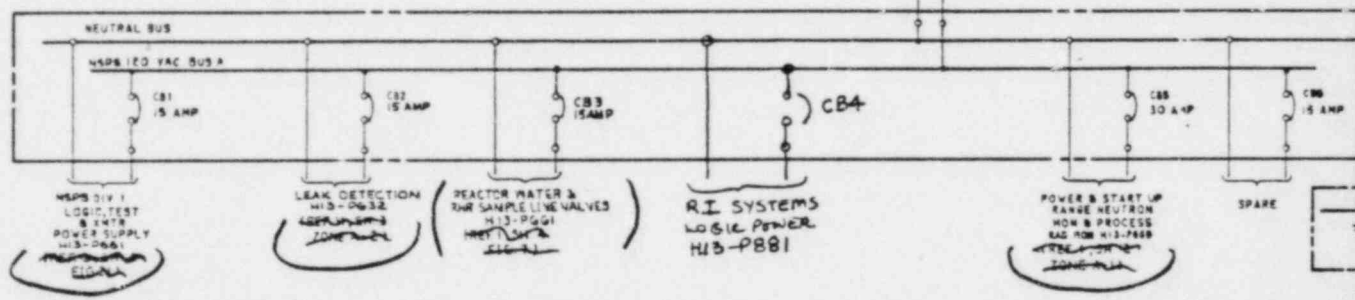 NEUTRAL BUS
NSPS 120 VAC BUS A
CB1
15 AMP
CB2
15 AMP
CB3
15AMP
CB4
CB5
30 AMP
15 AMP
NSPS DIV 1
LOGIC, TEST
POWER SUPPLY
H13-P661
LEAK DETECTION
H13-P632
REACTOR WATER &
RHR SAMPLE LINE VALVES
H13-P661
R.I. SYSTEMS
LOGIC POWER
H13-P881
POWER & START UP
RANGE NEUTRON
MON & PROCESS
RAD MON H13-P669
SPARE